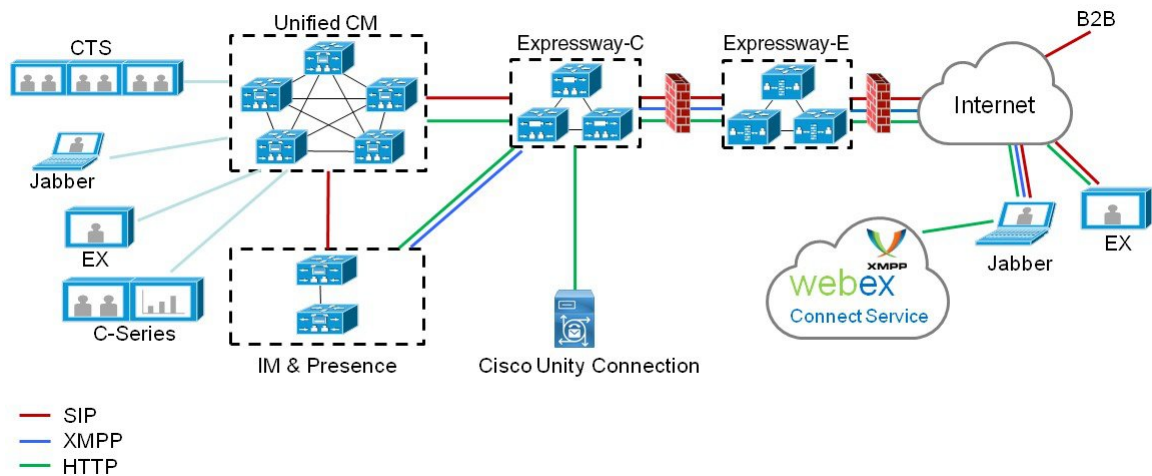 Unified CM
B2B
CTS
Expressway-C
Expressway-E
Internet
Jabber
EX
C-Series
IM & Presence
Cisco Unity Connection
XMPP
webex
Connect Service
Jabber
EX
SIP
XMPP
HTTP